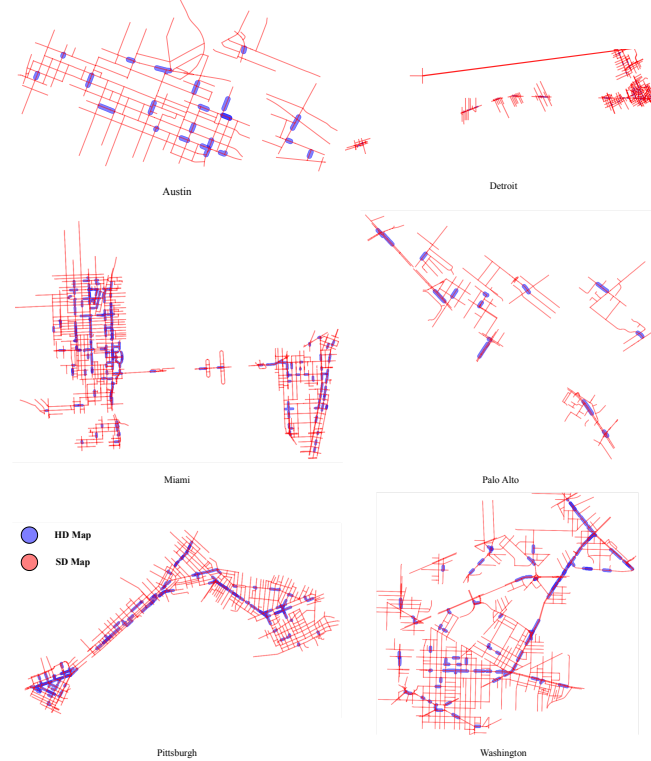 Austin
Detroit
Miami
Palo Alto
HD Map
SD Map
Pittsburgh
Washington